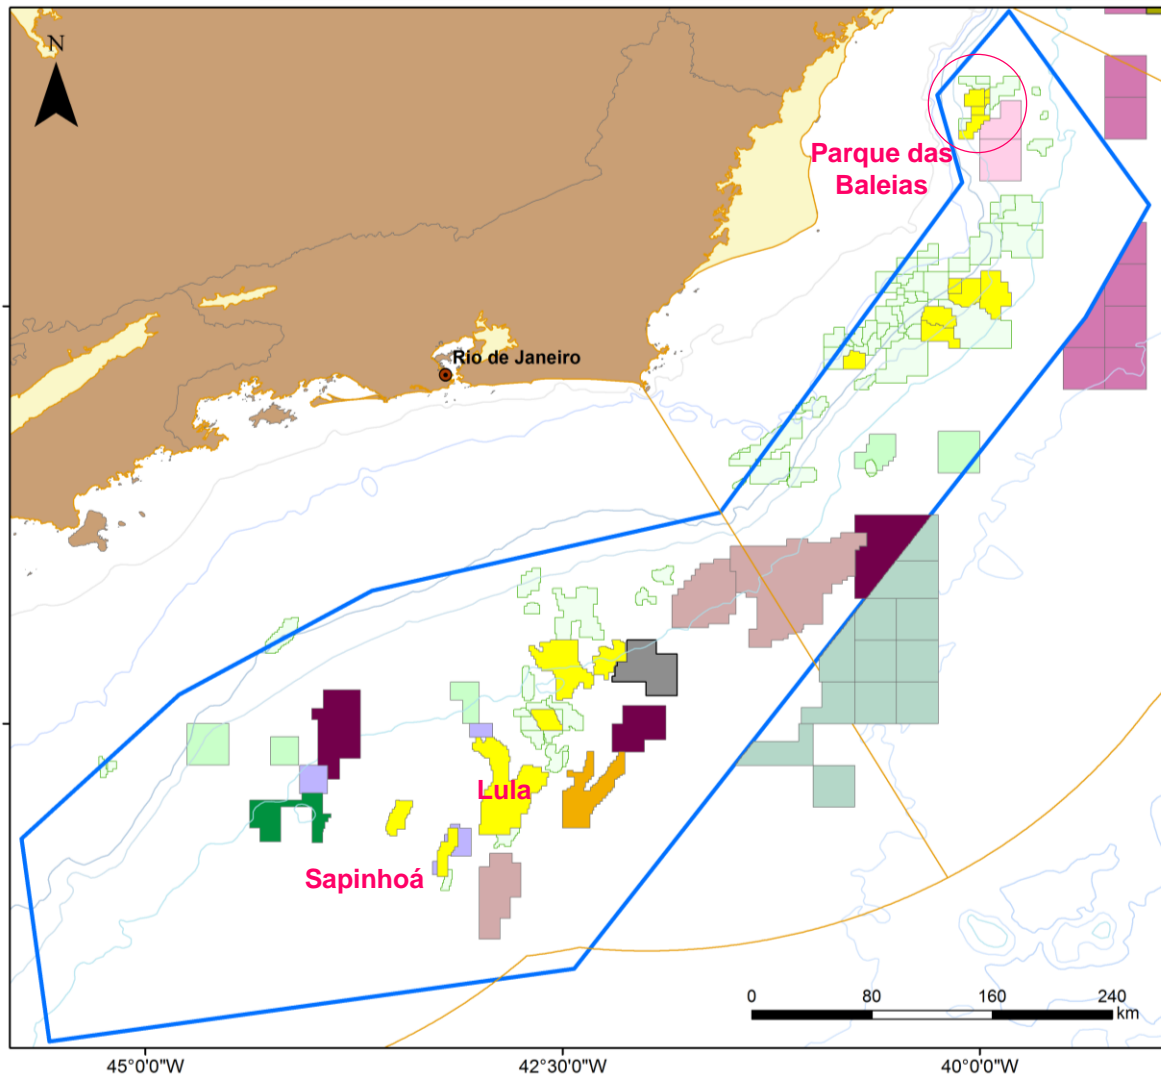 N
Parque das
Baleias
Rio de Janeiro
Lula
Sapinhoá
0 80 160 240
km
45°0'0"W 42°30'0"W 40°0'0"W